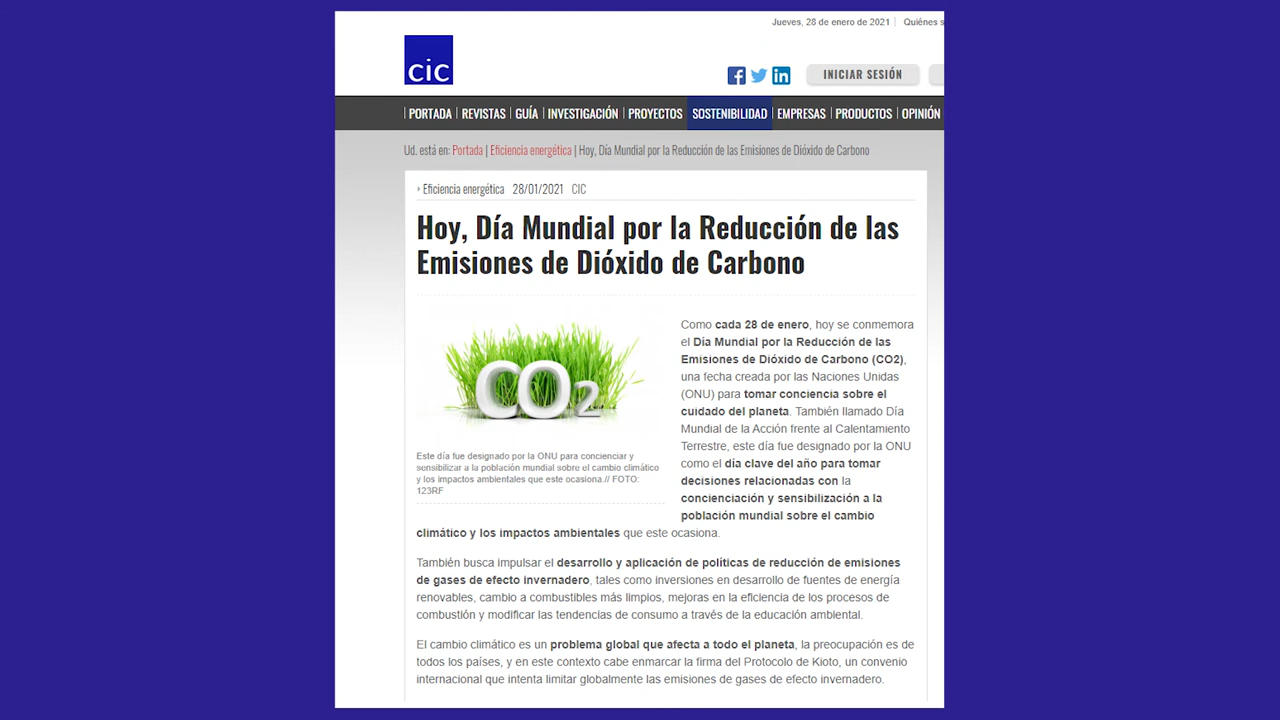 Jueves, 28 de enero de 2021 Quiénes s
cic
INICIAR SESIÓN
PORTADA REVISTAS GUÍA INVESTIGACIÓN PROYECTOS SOSTENIBILIDAD EMPRESAS PRODUCTOS OPINIÓN
Ud. está en: Portada | Eficiencia energética | Hoy, Día Mundial por la Reducción de las Emisiones de Dióxido de Carbono
Eficiencia energética 28/01/2021 CIC
Hoy, Día Mundial por la Reducción de las
Emisiones de Dióxido de Carbono
CO2
Este día fue designado por la ONU para concienciar y
sensibilizar a la población mundial sobre el cambio climático
y los impactos ambientales que este ocasiona.// FOTO:
123RF
Como cada 28 de enero, hoy se conmemora
el Día Mundial por la Reducción de las
Emisiones de Dióxido de Carbono (CO2),
una fecha creada por las Naciones Unidas
(ONU) para tomar conciencia sobre el
cuidado del planeta. También llamado Día
Mundial de la Acción frente al Calentamiento
Terrestre, este día fue designado por la ONU
como el día clave del año para tomar
decisiones relacionadas con la
concienciación y sensibilización a la
población mundial sobre el cambio
climático y los impactos ambientales que este ocasiona.
También busca impulsar el desarrollo y aplicación de políticas de reducción de emisiones
de gases de efecto invernadero, tales como inversiones en desarrollo de fuentes de energía
renovables, cambio a combustibles más limpios, mejoras en la eficiencia de los procesos de
combustión y modificar las tendencias de consumo a través de la educación ambiental.
El cambio climático es un problema global que afecta a todo el planeta, la preocupación es de
todos los países, y en este contexto cabe enmarcar la firma del Protocolo de Kioto, un convenio
internacional que intenta limitar globalmente las emisiones de gases de efecto invernadero.